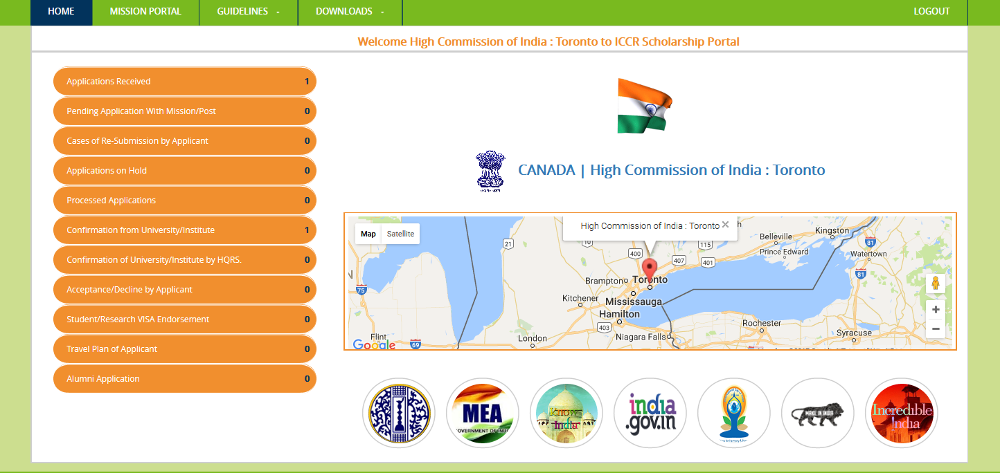 HOME MISSION PORTAL GUIDELINES DOWNLOADS LOGOUT
Welcome High Commission of India : Toronto to ICCR Scholarship Portal
Applications Received 1
Pending Application With Mission/Post 0
Cases of Re-Submission by Applicant 0
Applications on Hold 0
Processed Applications 0
Confirmation from University/Institute 1
Confirmation of University/Institute by HQRS. 0
Acceptance/Decline by Applicant 0
Student/Research VISA Endorsement 0
Travel Plan of Applicant 0
Alumni Application 0
CANADA | High Commission of India : Toronto
Map Satellite
High Commission of India : Toronto
21
10
400
115
407
401
Belleville
Kingston
81
Prince Edward
Watertown
81
75
Brampton
Toronto
Kitchener
Mississauga
Hamilton
403
Rochester
Flint
69
London
Niagara Falls
Syracuse
Google
MEA
GOVERNMENT OF INDI
know
India
india
.gov.in
MAKE IN INDIA
Incredible
!ndia